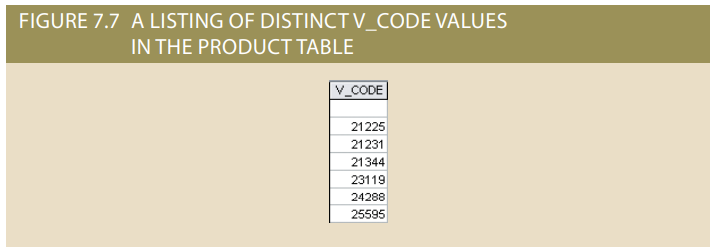 FIGURE 7.7 A LISTING OF DISTINCT V_CODE VALUES
IN THE PRODUCT TABLE
V_CODE
21225
21231
21344
23119
24288
25595